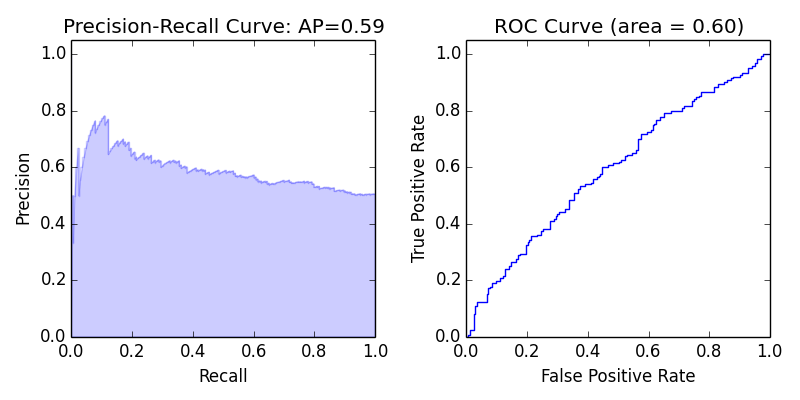 Precision-Recall Curve: AP=0.59
1.0
0.8
0.6
0.4
0.2
0.0
Precision
0.0 0.2 0.4 0.6 0.8 1.0
Recall
ROC Curve (area = 0.60)
1.0
0.8
0.6
0.4
0.2
0.0
True Positive Rate
0.0 0.2 0.4 0.6 0.8 1.0
False Positive Rate